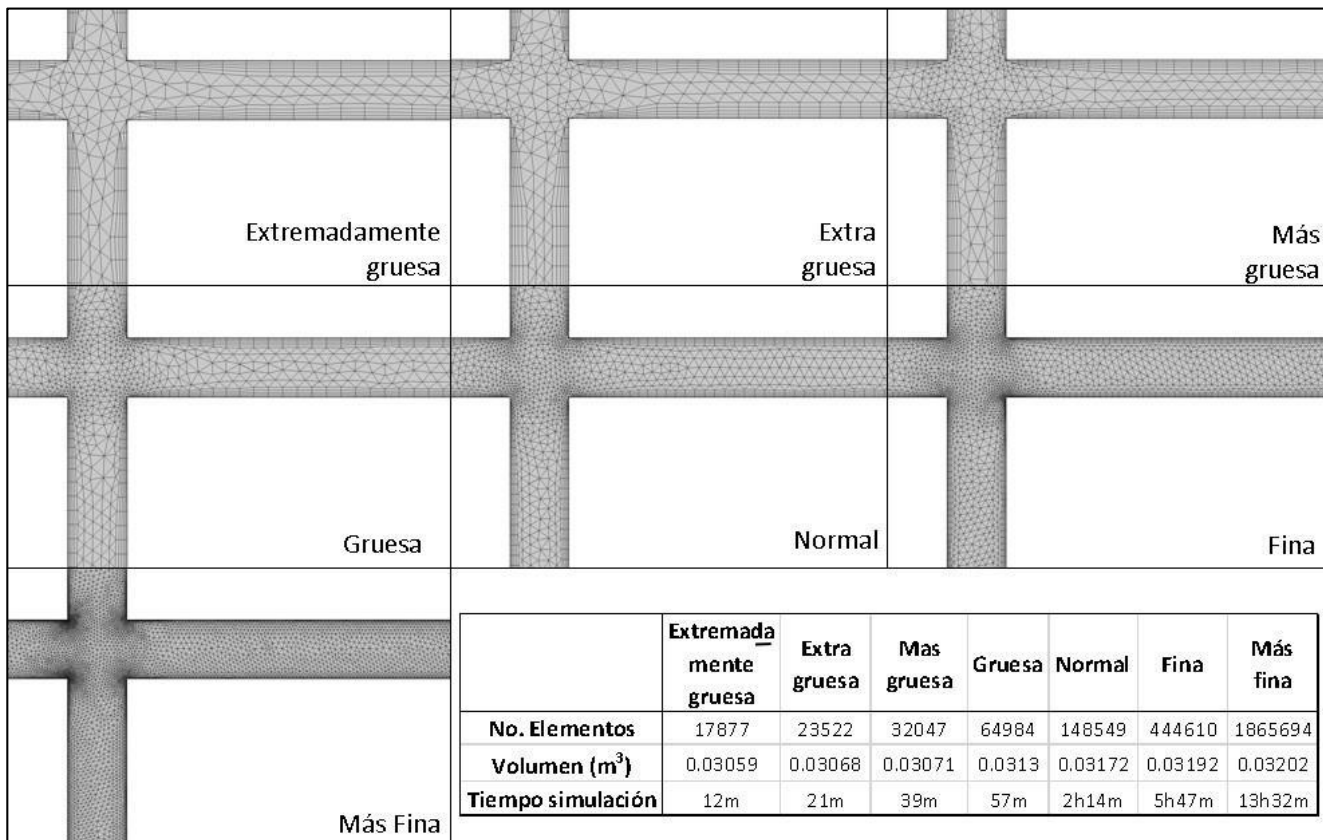 Extremadamente
gruesa
Extra
gruesa
Más
gruesa
Gruesa
Normal
Fina
Más Fina
Extremada
mente
gruesa
Extra
gruesa
Mas
gruesa
Gruesa
Normal
Fina
Más
fina
No. Elementos 17877 23522 32047 64984 148549 444610 1865694
Volumen (m³) 0.03059 0.03068 0.03071 0.0313 0.03172 0.03192 0.03202
Tiempo simulación 12m 21m 39m 57m 2h14m 5h47m 13h32m